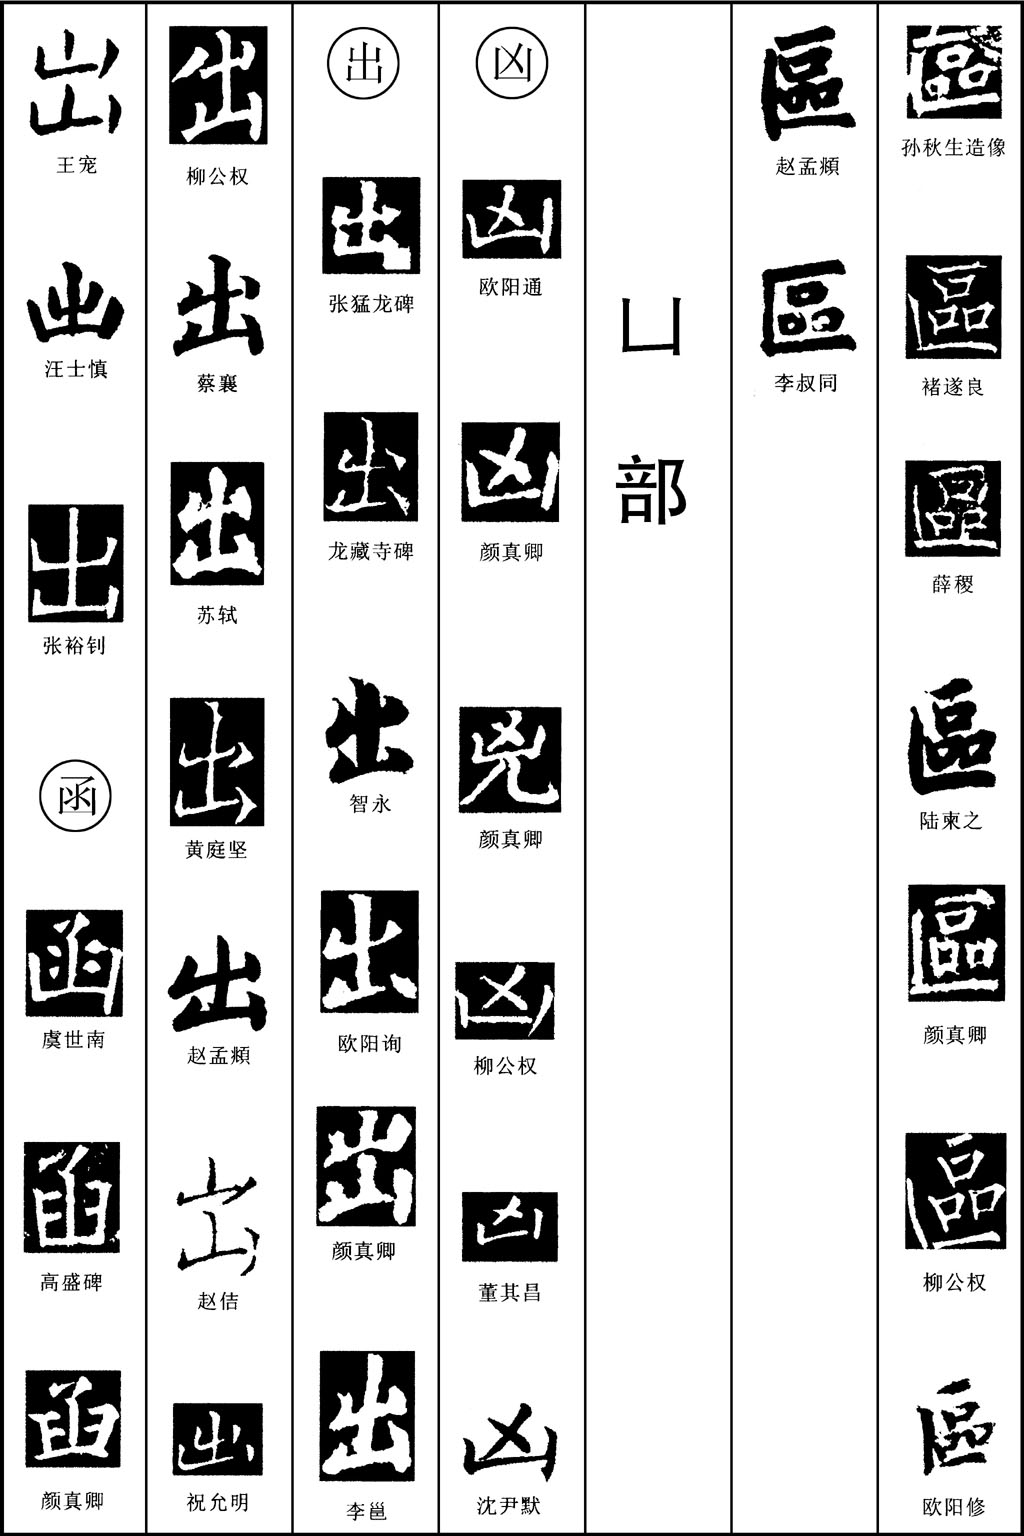 區
孙秋生造像
區
褚遂良
區
薛稷
區
陆柬之
區
颜真卿
區
柳公权
區
欧阳修
區
赵孟頫
區
李叔同
凵
部
凶
凶
欧阳通
凶
颜真卿
兇
颜真卿
凶
柳公权
凶
董其昌
凶
沈尹默
出
出
张猛龙碑
出
龙藏寺碑
出
智永
出
欧阳询
出
颜真卿
出
李邕
出
柳公权
出
蔡襄
出
苏轼
出
黄庭坚
出
赵孟頫
出
赵佶
出
祝允明
出
王宠
出
汪士慎
出
张裕钊
函
函
虞世南
函
高盛碑
函
颜真卿